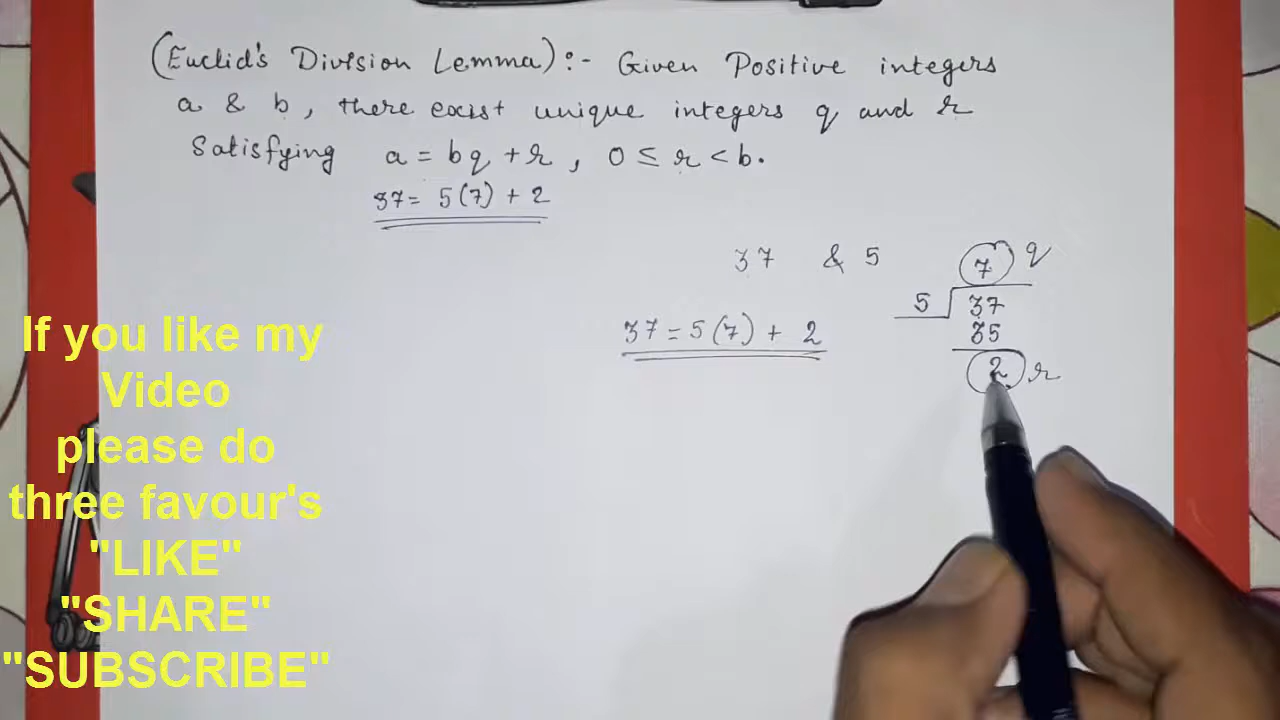 (Euclid's Division Lemma):- Given Positive integers
a & b, there exist unique integers q and r
Satisfying a = bq + r, 0 ≤ r < b.
37 = 5(7) + 2
37 & 5
7 q
5 37
35
2 r
37 = 5(7) + 2
If you like my
Video
please do
three favour's
"LIKE"
"SHARE"
"SUBSCRIBE"